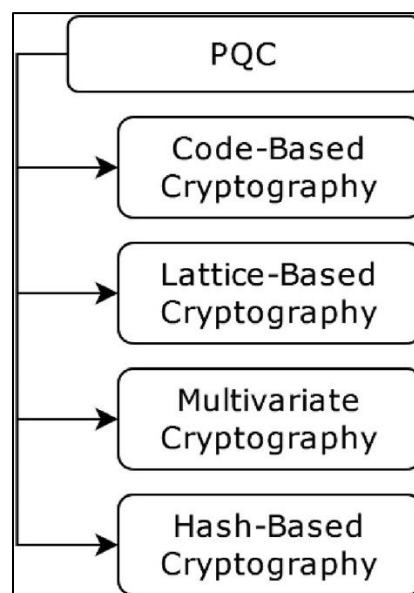 PQC
Code-Based
Cryptography
Lattice-Based
Cryptography
Multivariate
Cryptography
Hash-Based
Cryptography